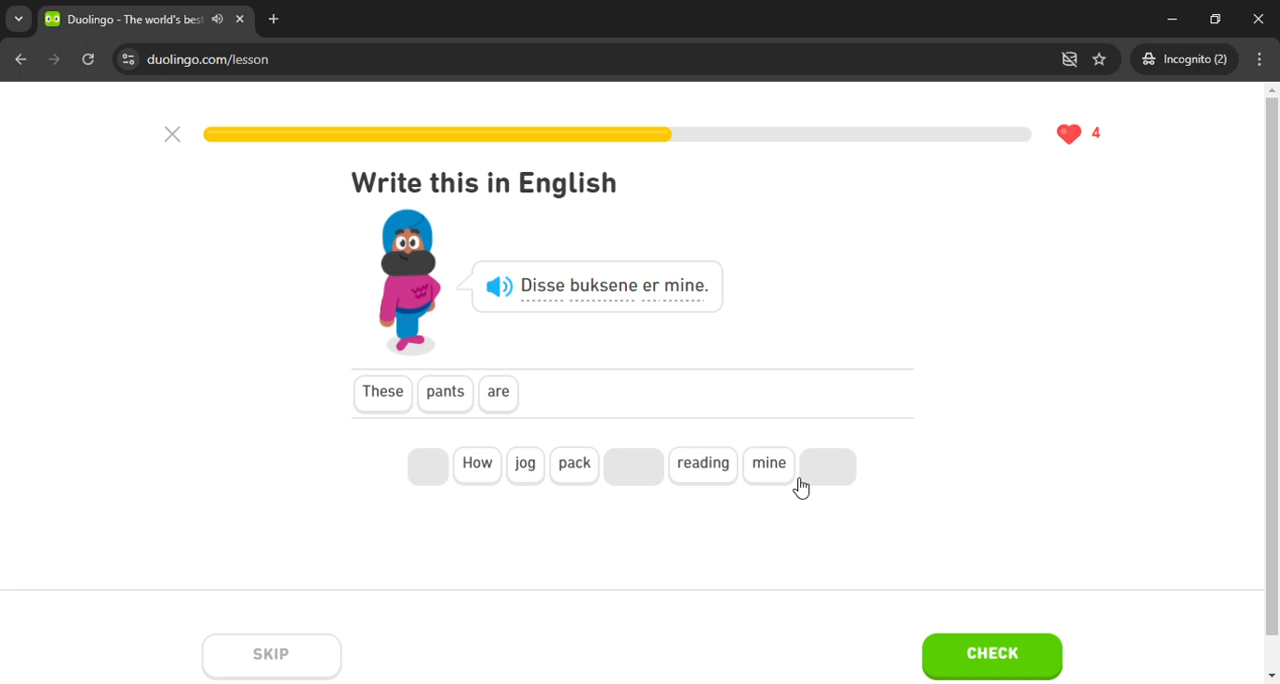 Duolingo - The world's bes
duolingo.com/lesson
Incognito (2)
4
Write this in English
Disse buksene er mine.
These pants are
How jog pack reading mine
SKIP
CHECK